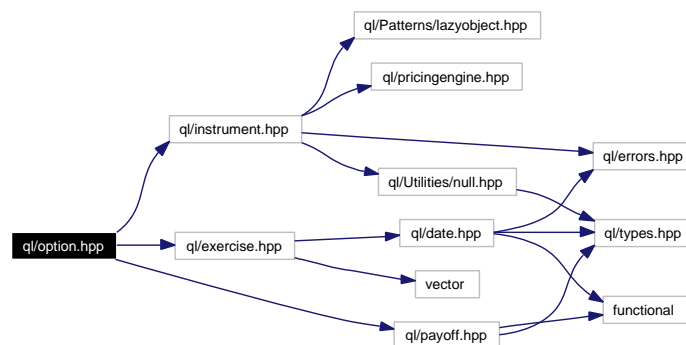 ql/Patterns/lazyobject.hpp
ql/pricingengine.hpp
ql/instrument.hpp
ql/errors.hpp
ql/Utilities/null.hpp
ql/option.hpp
ql/exercise.hpp
ql/date.hpp
ql/types.hpp
vector
functional
ql/payoff.hpp